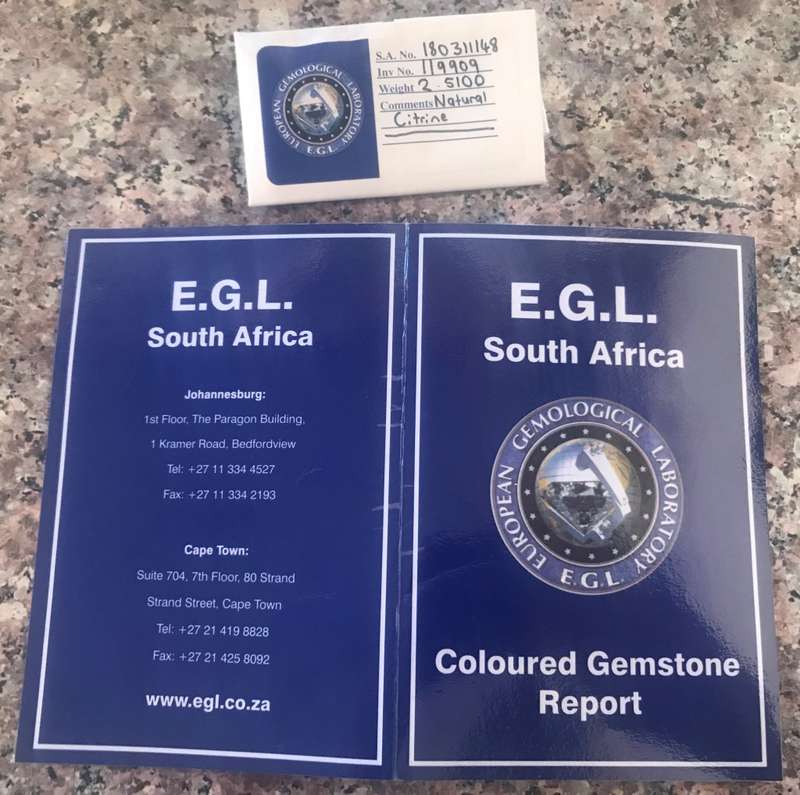 S.A. No. 180311148
Inv No. 119909
Weight 2.5100
Comments Natural
Citrine
EUROPEAN GEMOLOGICAL LABORATORY
E.G.L.
E.G.L.
South Africa
Johannesburg:
1st Floor, The Paragon Building,
1 Kramer Road, Bedfordview
Tel: +27 11 334 4527
Fax: +27 11 334 2193
Cape Town:
Suite 704, 7th Floor, 80 Strand
Strand Street, Cape Town
Tel: +27 21 419 8828
Fax: +27 21 425 8092
www.egl.co.za
E.G.L.
South Africa
EUROPEAN GEMOLOGICAL LABORATORY
E.G.L.
Coloured Gemstone
Report